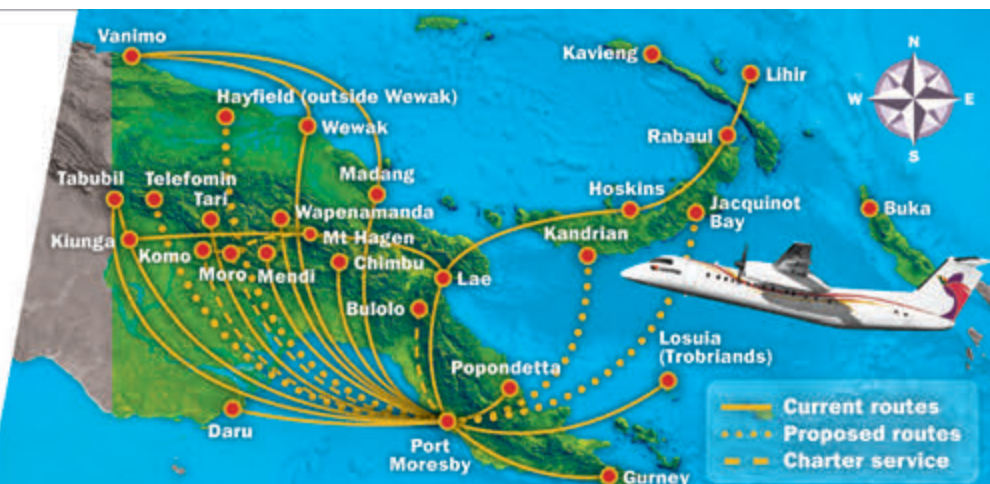 Vanimo
Kavieng
Lihir
N
W
E
S
Hayfield (outside Wewak)
Wewak
Rabaul
Tabubil
Telefomin
Madang
Tari
Hoskins
Jacquinot
Bay
Buka
Wapenamanda
Kiunga
Mt Hagen
Kandrian
Komo
Moro
Mendi
Chimbu
Lae
Bulolo
Losuia
(Trobriands)
Popondetta
Daru
Port
Moresby
Gurney
Current routes
Proposed routes
Charter service